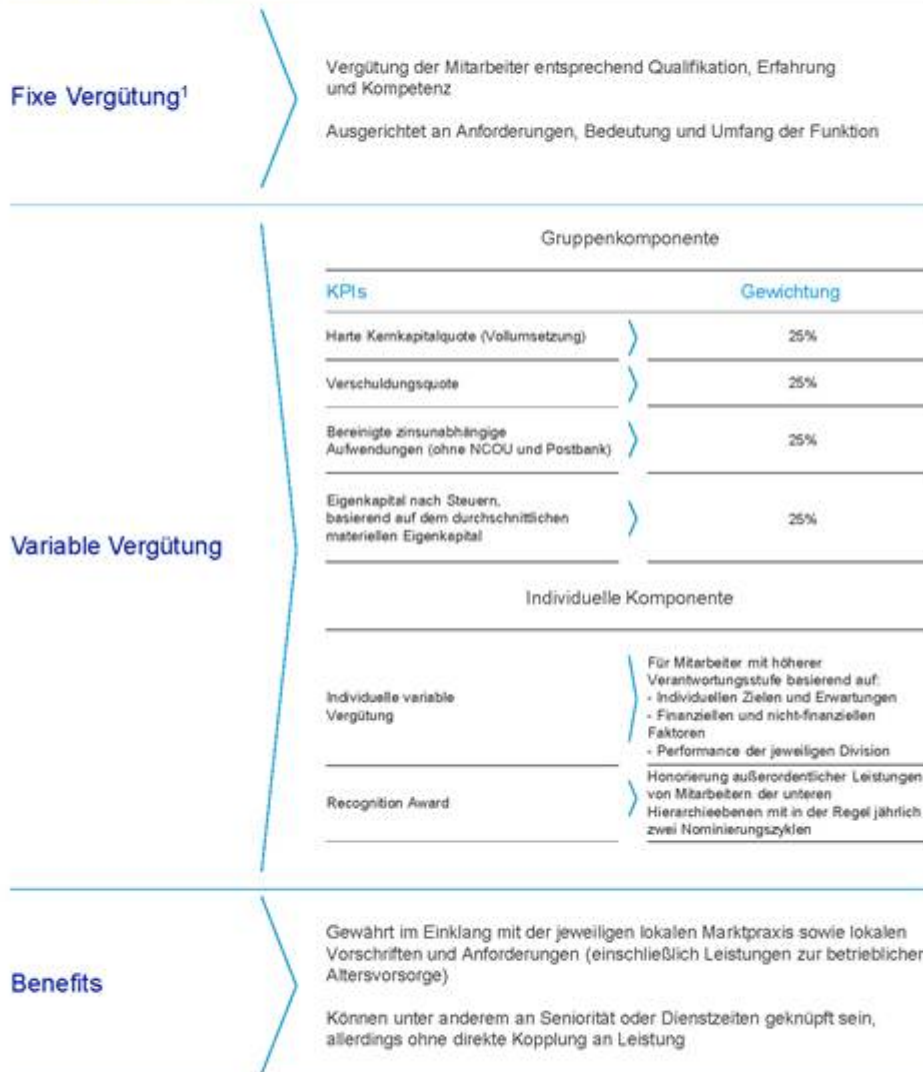 Fixe Vergütung¹
Vergütung der Mitarbeiter entsprechend Qualifikation, Erfahrung
und Kompetenz
Ausgerichtet an Anforderungen, Bedeutung und Umfang der Funktion
Variable Vergütung
Gruppenkomponente
KPIs Gewichtung
Harte Kernkapitalquote (Vollumsetzung) 25%
Verschuldungsquote 25%
Bereinigte zinsunabhängige
Aufwendungen (ohne NCOU und Postbank) 25%
Eigenkapital nach Steuern,
basierend auf dem durchschnittlichen
materiellen Eigenkapital 25%
Individuelle Komponente
Individuelle variable
Vergütung
Für Mitarbeiter mit höherer
Verantwortungsstufe basierend auf:
- Individuellen Zielen und Erwartungen
- Finanziellen und nicht-finanziellen
Faktoren
- Performance der jeweiligen Division
Recognition Award
Honorierung außerordentlicher Leistungen
von Mitarbeitern der unteren
Hierarchieebenen mit in der Regel jährlich
zwei Nominierungszyklen
Benefits
Gewährt im Einklang mit der jeweiligen lokalen Marktpraxis sowie lokalen
Vorschriften und Anforderungen (einschließlich Leistungen zur betrieblichen
Altersvorsorge)
Können unter anderem an Seniorität oder Dienstzeiten geknüpft sein,
allerdings ohne direkte Kopplung an Leistung